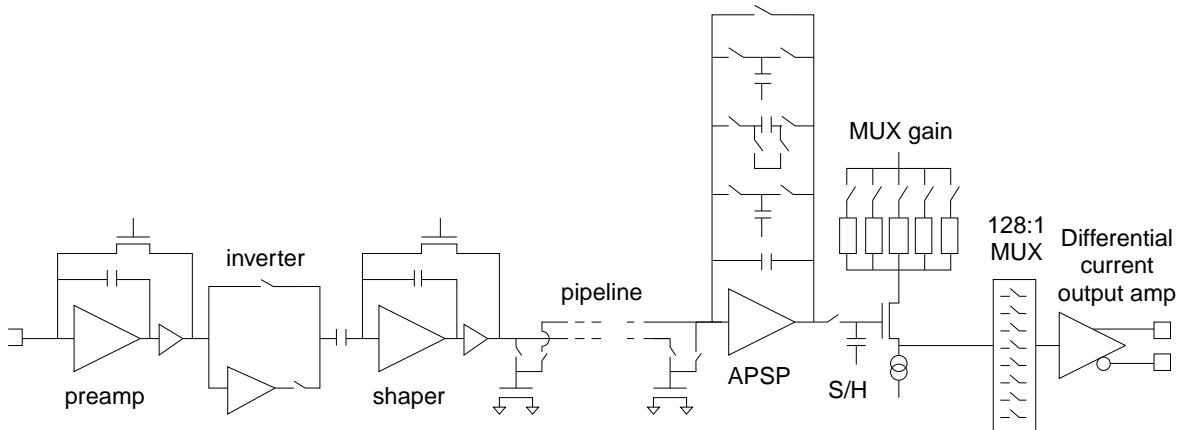 preamp
inverter
shaper
pipeline
APSP
S/H
MUX gain
128:1
MUX
Differential
current
output amp